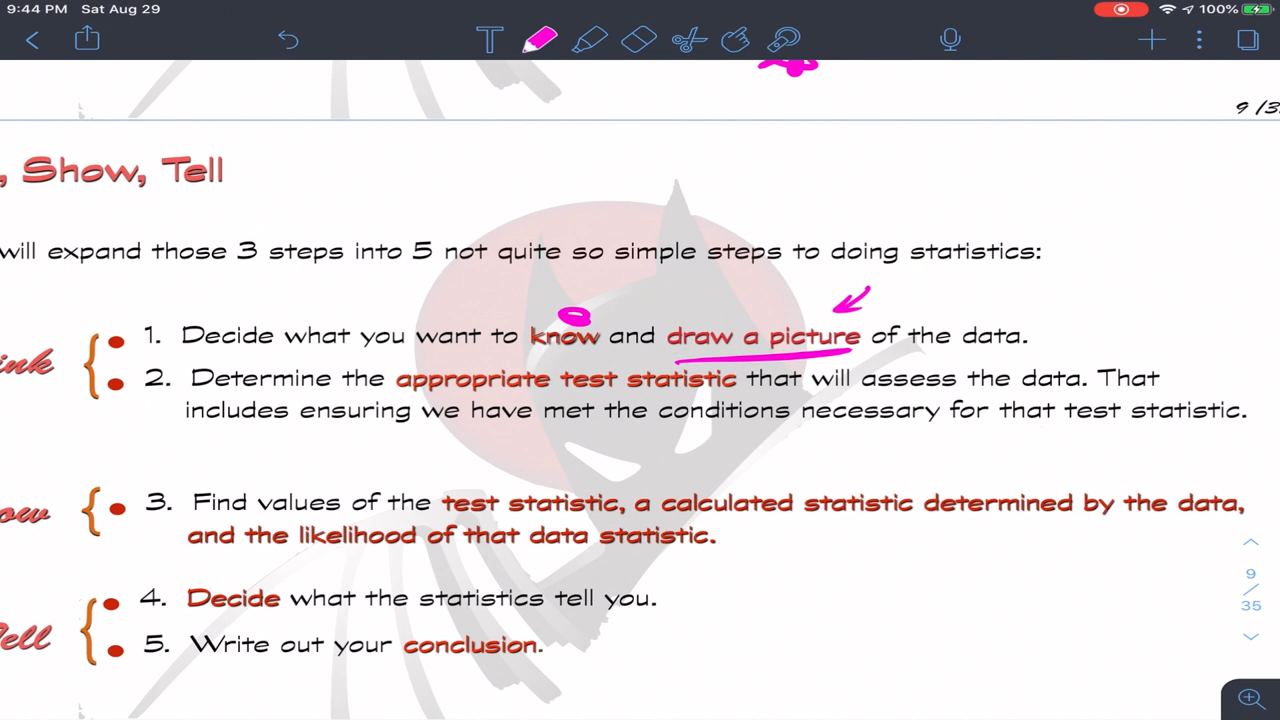 9:44 PM Sat Aug 29
100%
T
9 /3
, Show, Tell
will expand those 3 steps into 5 not quite so simple steps to doing statistics:
1. Decide what you want to know and draw a picture of the data.
ink
2. Determine the appropriate test statistic that will assess the data. That
includes ensuring we have met the conditions necessary for that test statistic.
3. Find values of the test statistic, a calculated statistic determined by the data,
ow
and the likelihood of that data statistic.
9
/
35
4. Decide what the statistics tell you.
ell
5. Write out your conclusion.